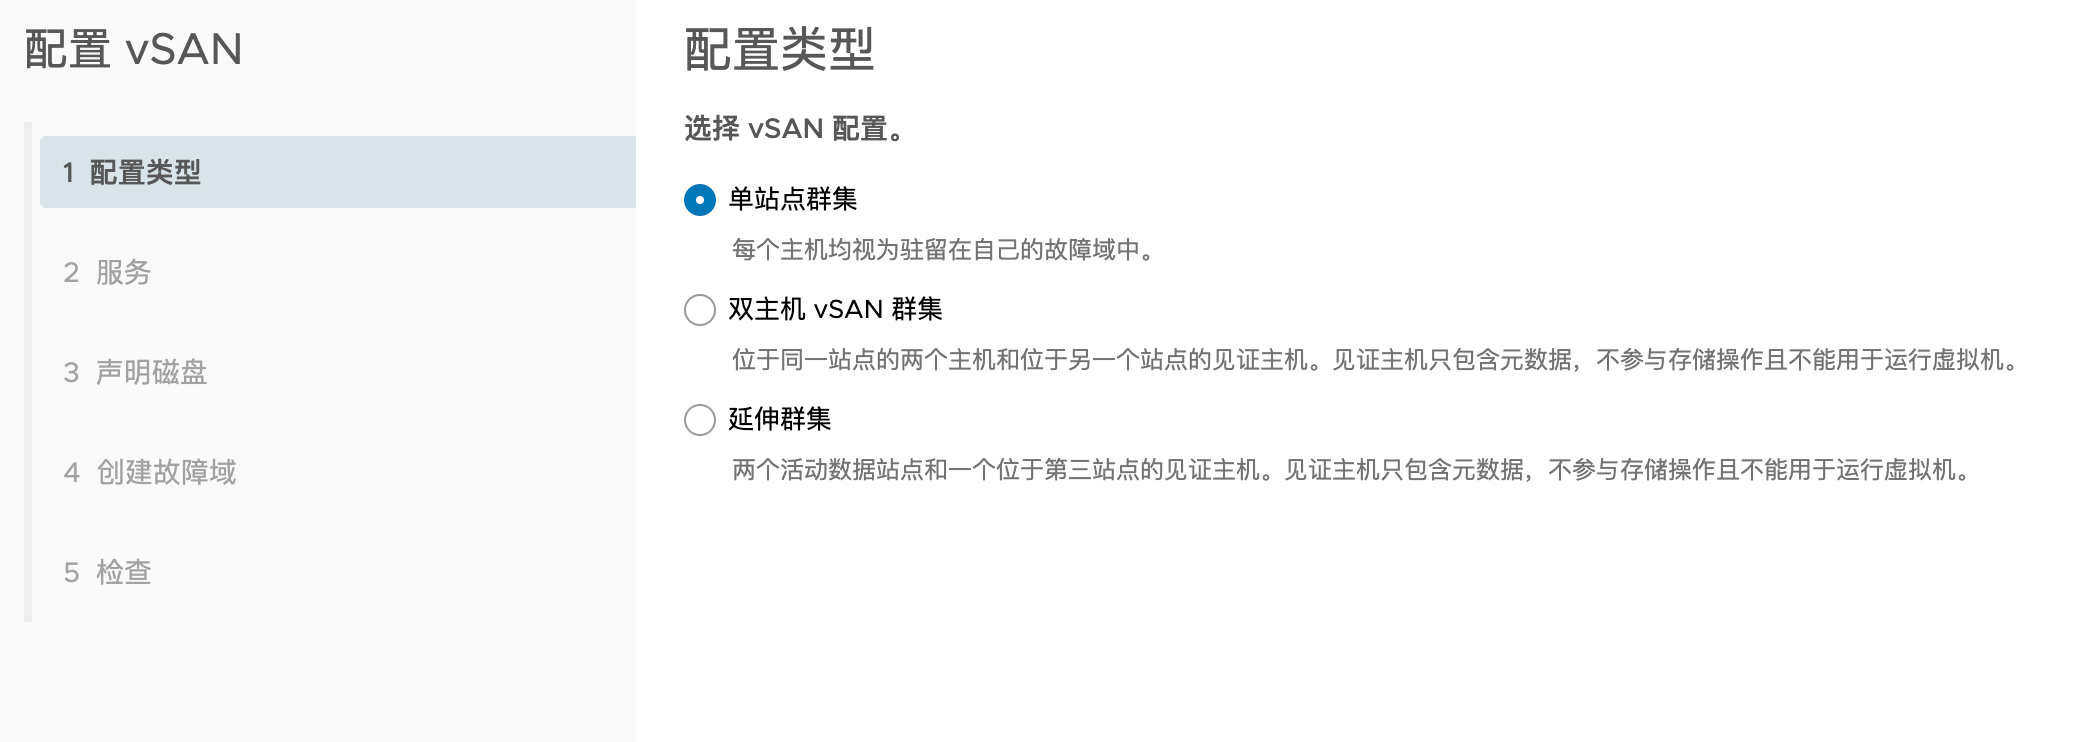 配置 vSAN
1 配置类型
2 服务
3 声明磁盘
4 创建故障域
5 检查
配置类型
选择 vSAN 配置。
单站点群集
每个主机均视为驻留在自己的故障域中。
双主机 vSAN 群集
位于同一站点的两个主机和位于另一个站点的见证主机。见证主机只包含元数据，不参与存储操作且不能用于运行虚拟机。
延伸群集
两个活动数据站点和一个位于第三站点的见证主机。见证主机只包含元数据，不参与存储操作且不能用于运行虚拟机。